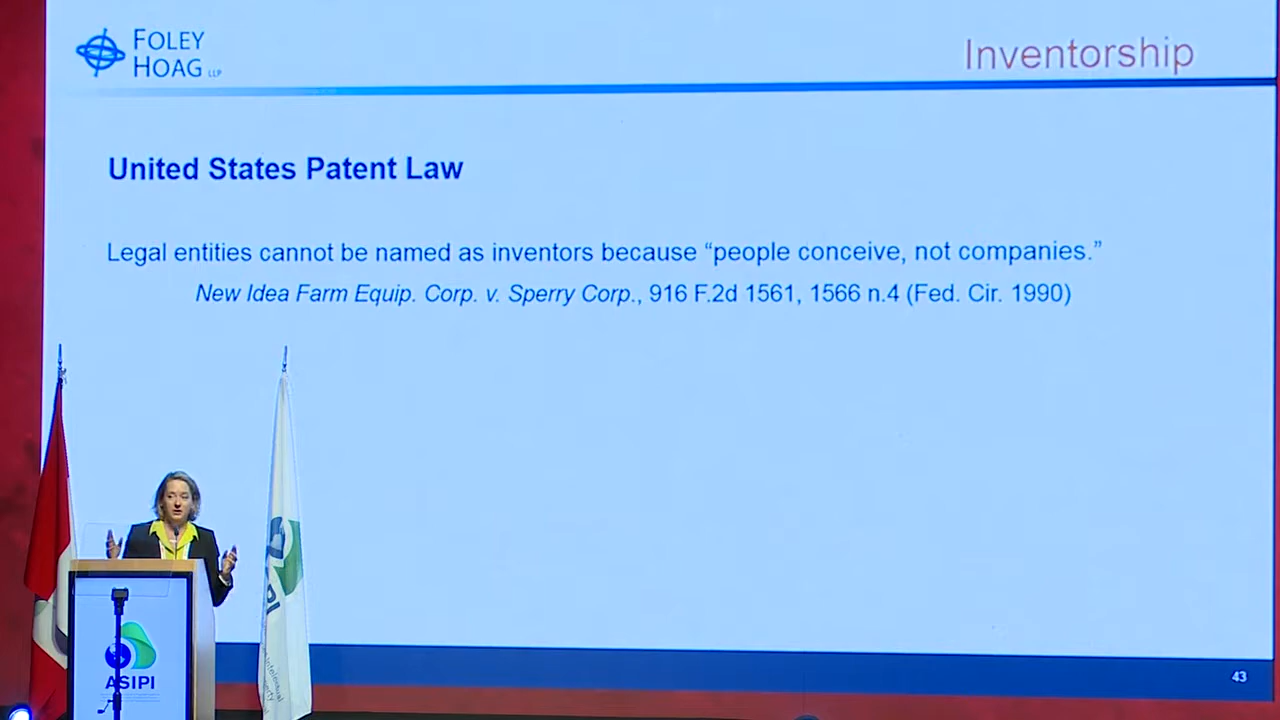 FOLEY
HOAG LLP
Inventorship
United States Patent Law
Legal entities cannot be named as inventors because “people conceive, not companies.”
New Idea Farm Equip. Corp. v. Sperry Corp., 916 F.2d 1561, 1566 n.4 (Fed. Cir. 1990)
ASIPI
43